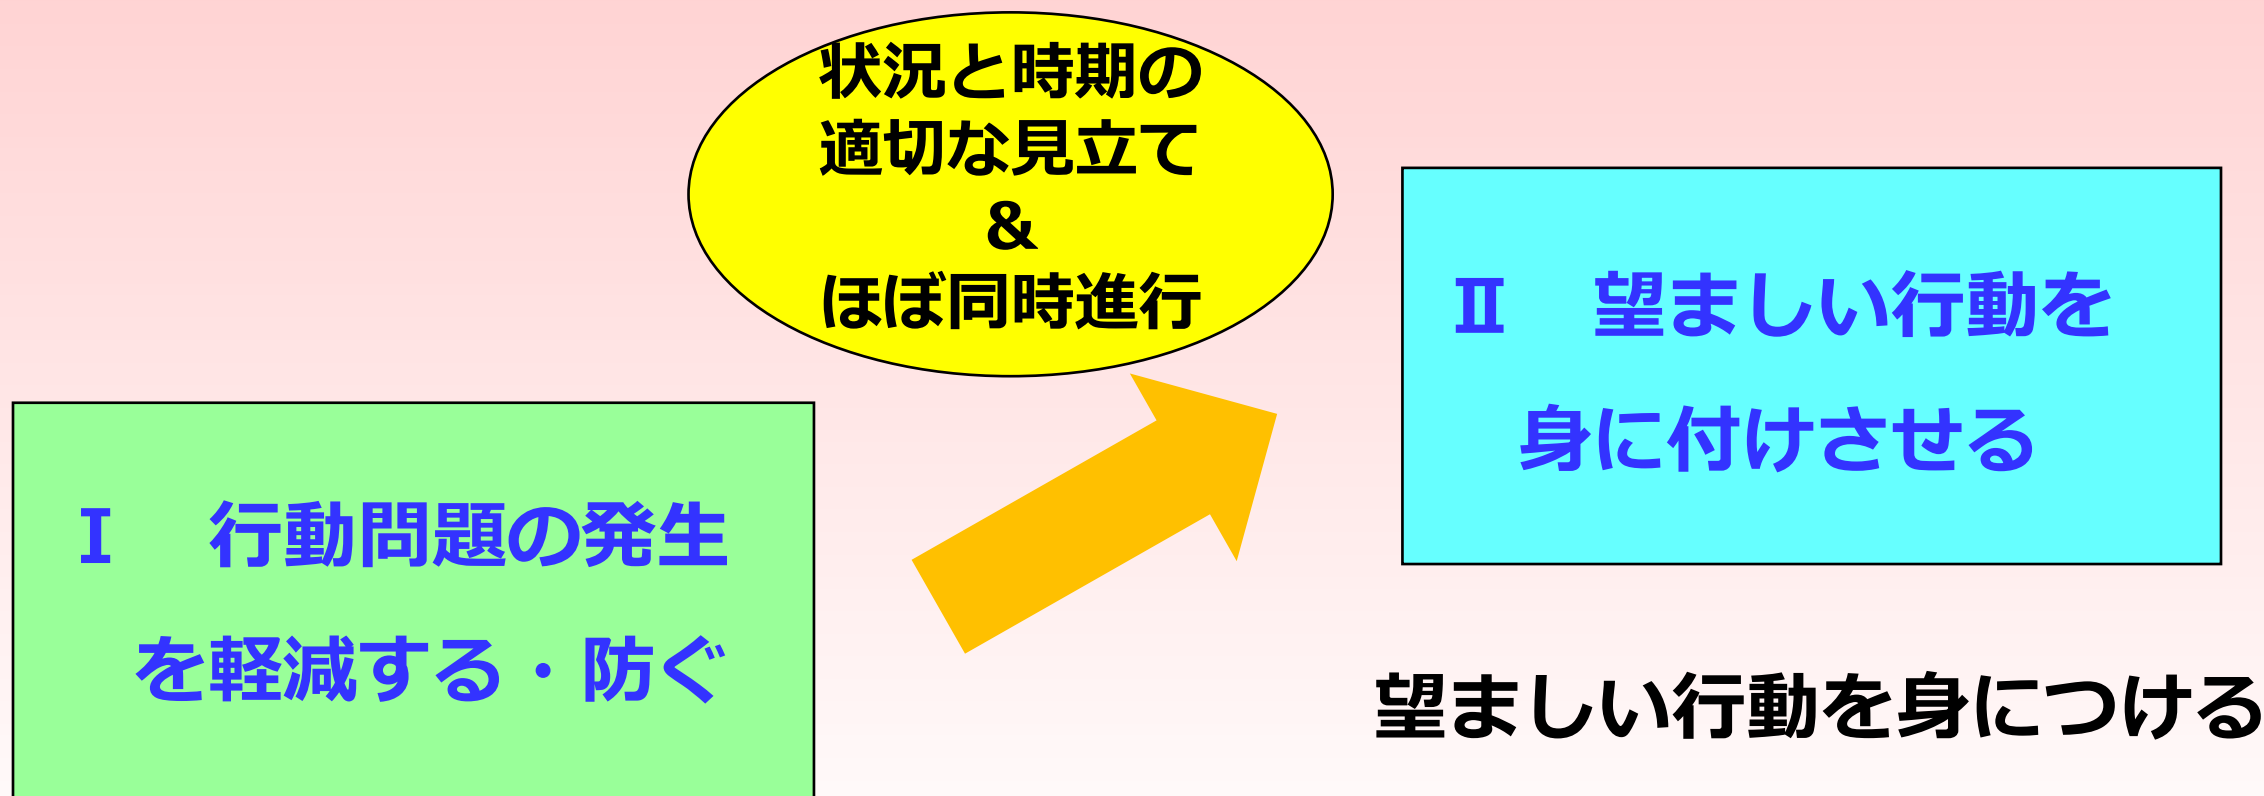 状況と時期の
適切な見立て
&
ほぼ同時進行
Ⅱ 望ましい行動を
身に付けさせる
Ⅰ 行動問題の発生
を軽減する・防ぐ
望ましい行動を身につける